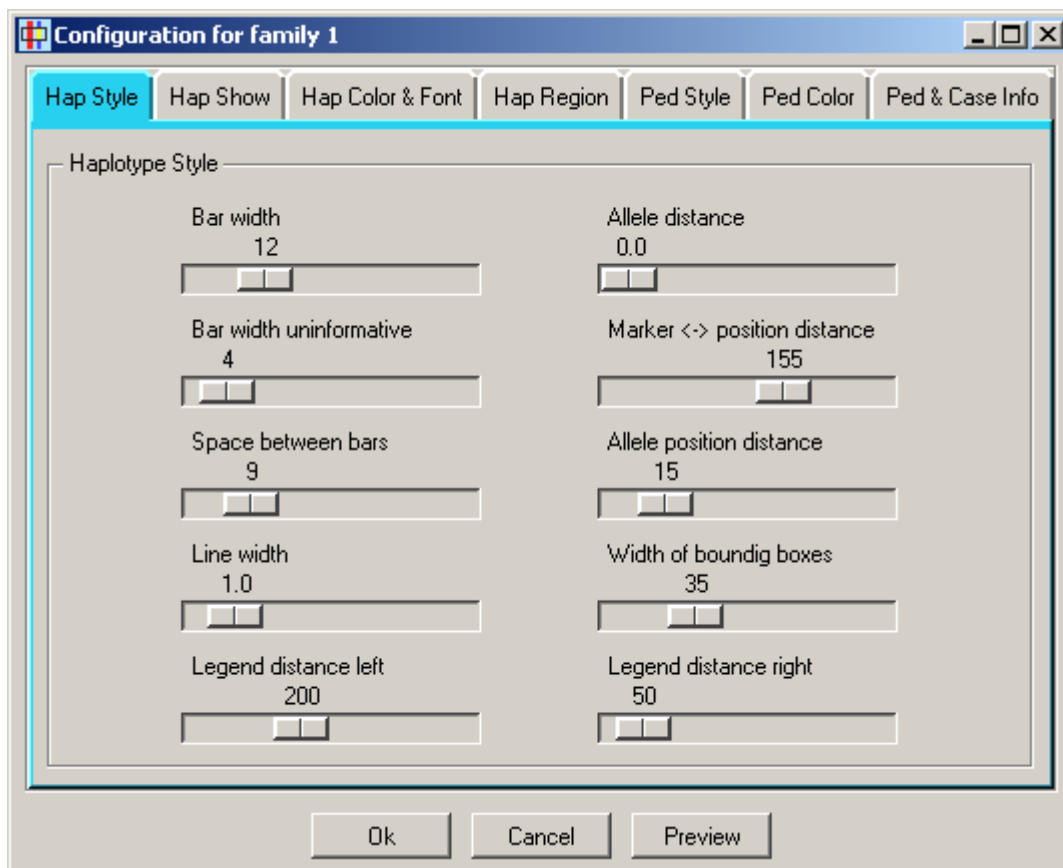 Configuration for family 1
Hap Style Hap Show Hap Color & Font Hap Region Ped Style Ped Color Ped & Case Info
Haplotype Style
Bar width Allele distance
12 0.0
Bar width uninformative Marker <-> position distance
4 155
Space between bars Allele position distance
9 15
Line width Width of boundig boxes
1.0 35
Legend distance left Legend distance right
200 50
Ok Cancel Preview